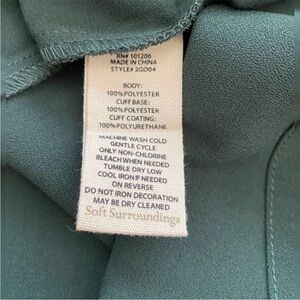 RN# 101206
MADE IN CHINA
STYLE# 2GD04
BODY:
100%POLYESTER
CUFF BASE:
100%POLYESTER
CUFF COATING:
100%POLYURETHANE
MACHINE WASH COLD
GENTLE CYCLE
ONLY NON-CHLORINE
BLEACH WHEN NEEDED
TUMBLE DRY LOW
COOL IRON IF NEEDED
ON REVERSE
DO NOT IRON DECORATION
MAY BE DRY CLEANED
Soft Surroundings